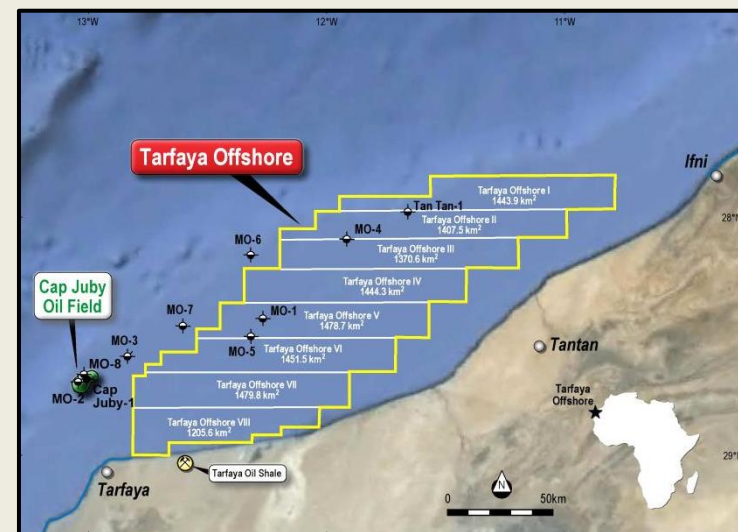 -13°W
-12°W
-11°W
Tarfaya Offshore
Ifni
Tarfaya Offshore I
1443.9 km²
28°N
Tan Tan-1
Tarfaya Offshore II
1407.5 km²
MO-4
MO-6
Tarfaya Offshore III
1370.6 km²
Cap Juby
Oil Field
Tarfaya Offshore IV
1444.3 km²
MO-7
MO-1
Tarfaya Offshore V
1478.7 km²
MO-3
MO-5
Tarfaya Offshore VI
1451.5 km²
Tantan
MO-8
MO-2
Cap
Juby-1
Tarfaya Offshore VII
1479.8 km²
Tarfaya
Offshore
Tarfaya Offshore VIII
1205.6 km²
29°N
Tarfaya
Tarfaya Oil Shale
N
0
50km